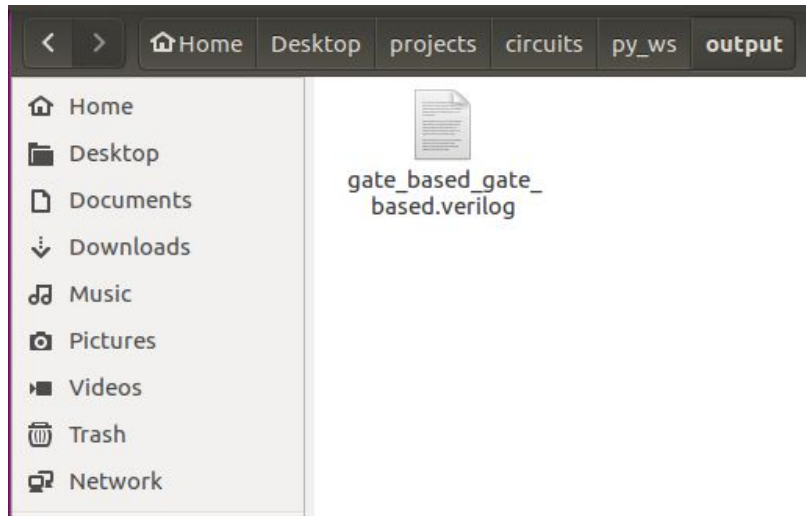 Home Desktop projects circuits py_ws output
Home
Desktop
Documents
Downloads
Music
Pictures
Videos
Trash
Network
gate_based_gate_
based.verilog